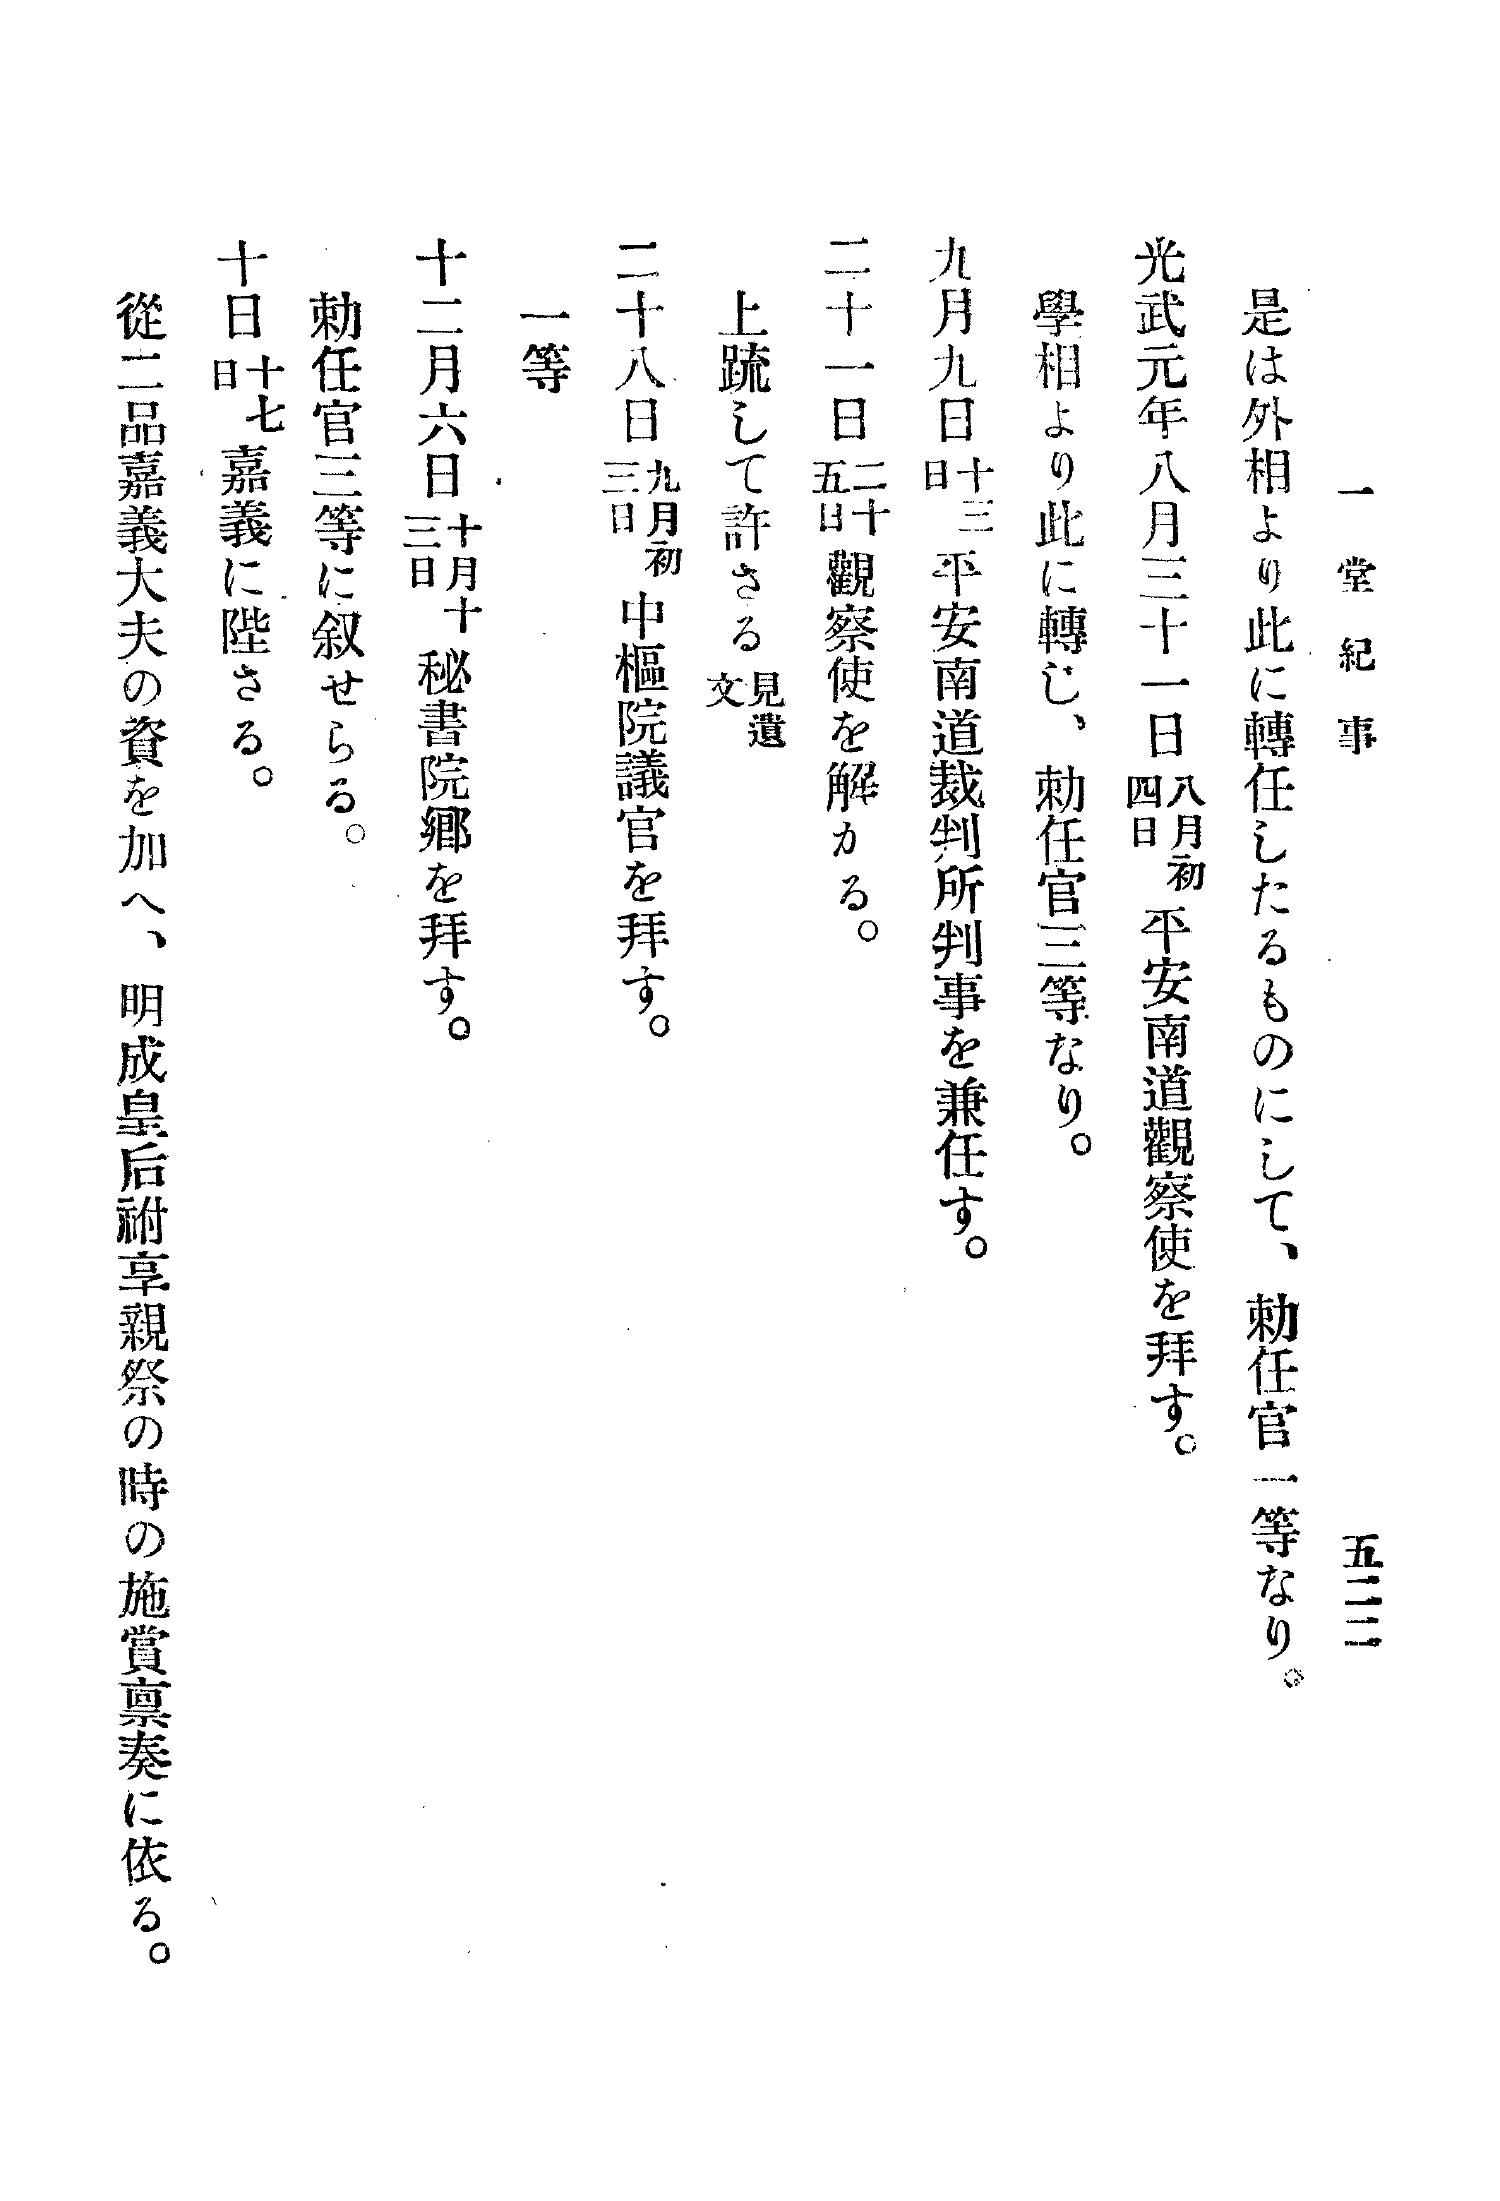 一堂紀事　五二二
是は外相より此に轉任したるものにして、勅任官一等なり。
光武元年八月三十一日八月初四日平安南道觀察使を拜す。
學相より此に轉じ、勅任官三等なり。
九月九日十三日平安南道裁判所判事を兼任す。
二十一日二十五日觀察使を解かる。
上疏して許さる見遺文
二十八日九月初三日中樞院議官を拜す。
一等
十二月六日十月十三日秘書院鄕を拜す。
勅任官三等に叙せらる。
十日十七日嘉義に陞さる。
從二品嘉義大夫の資を加へ、明成皇后祔享親祭の時の施賞禀奏に依る。